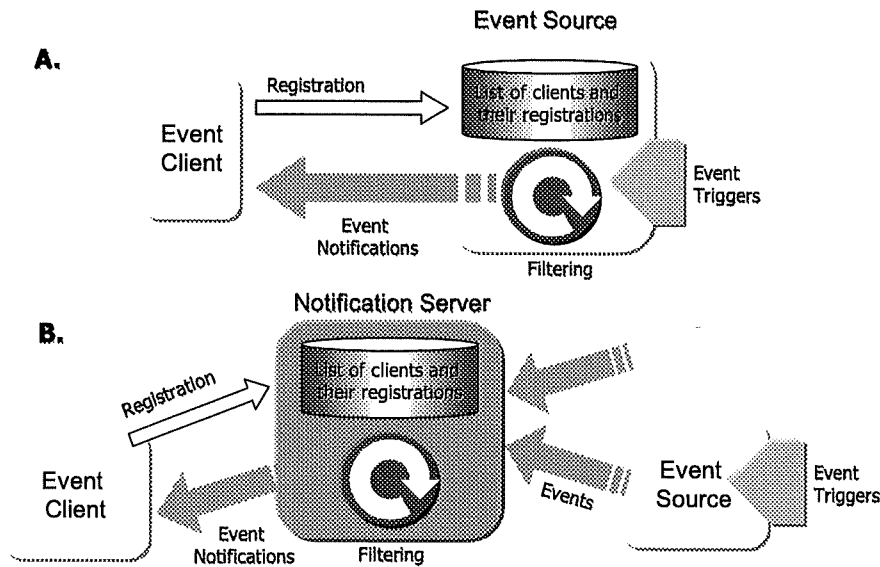 Event Source
A.
Registration
List of clients and
their registrations
Event
Client
Event
Triggers
Event
Notifications
Filtering
Notification Server
B.
List of clients and
their registrations
Registration
Event
Client
Event
Source
Event
Triggers
Events
Event
Notifications
Filtering